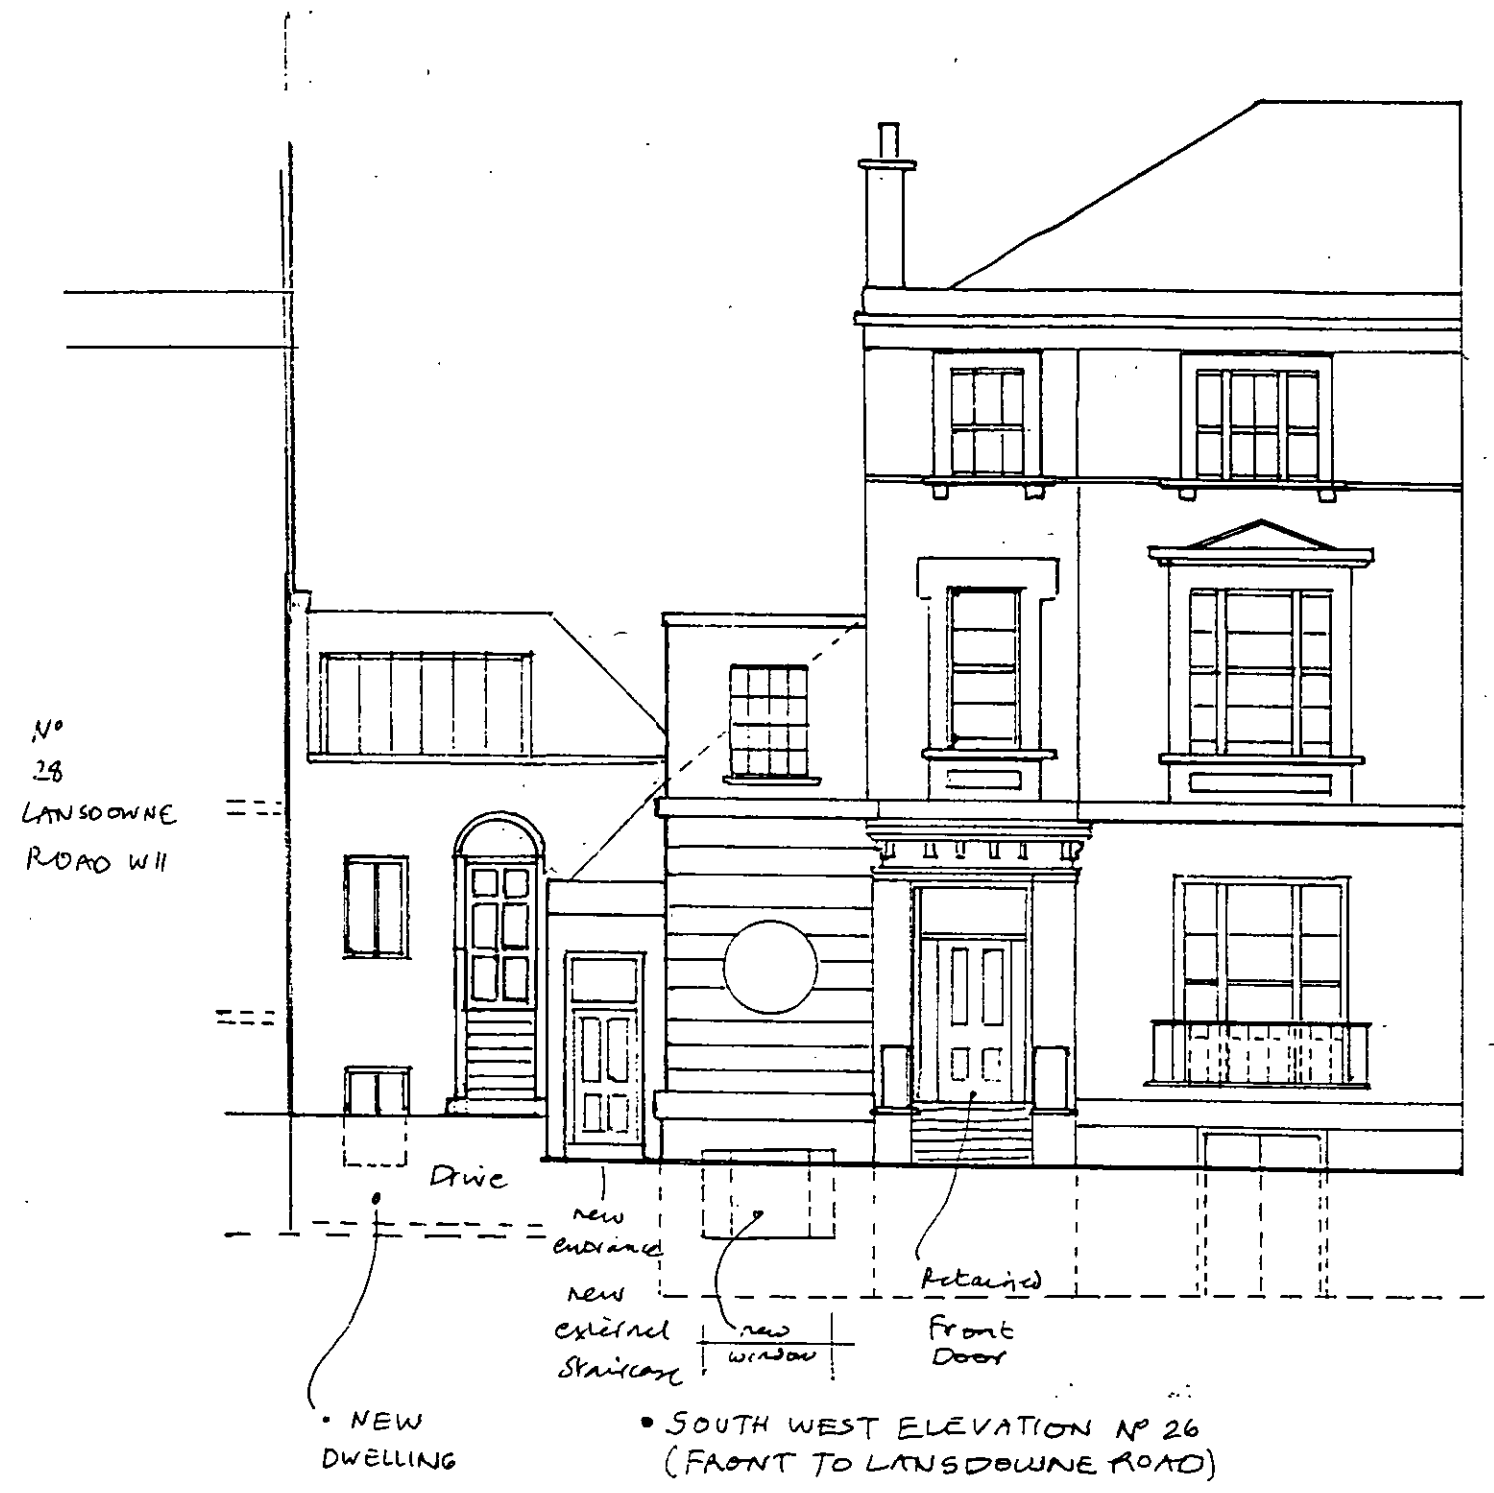 Nº
28
LANSDOWNE
ROAD W11
Drive
new
entrance
new
external
Staircase
new
window
Retained
Front
Door
• NEW
DWELLING
• SOUTH WEST ELEVATION Nº 26
(FRONT TO LANSDOWNE ROAD)